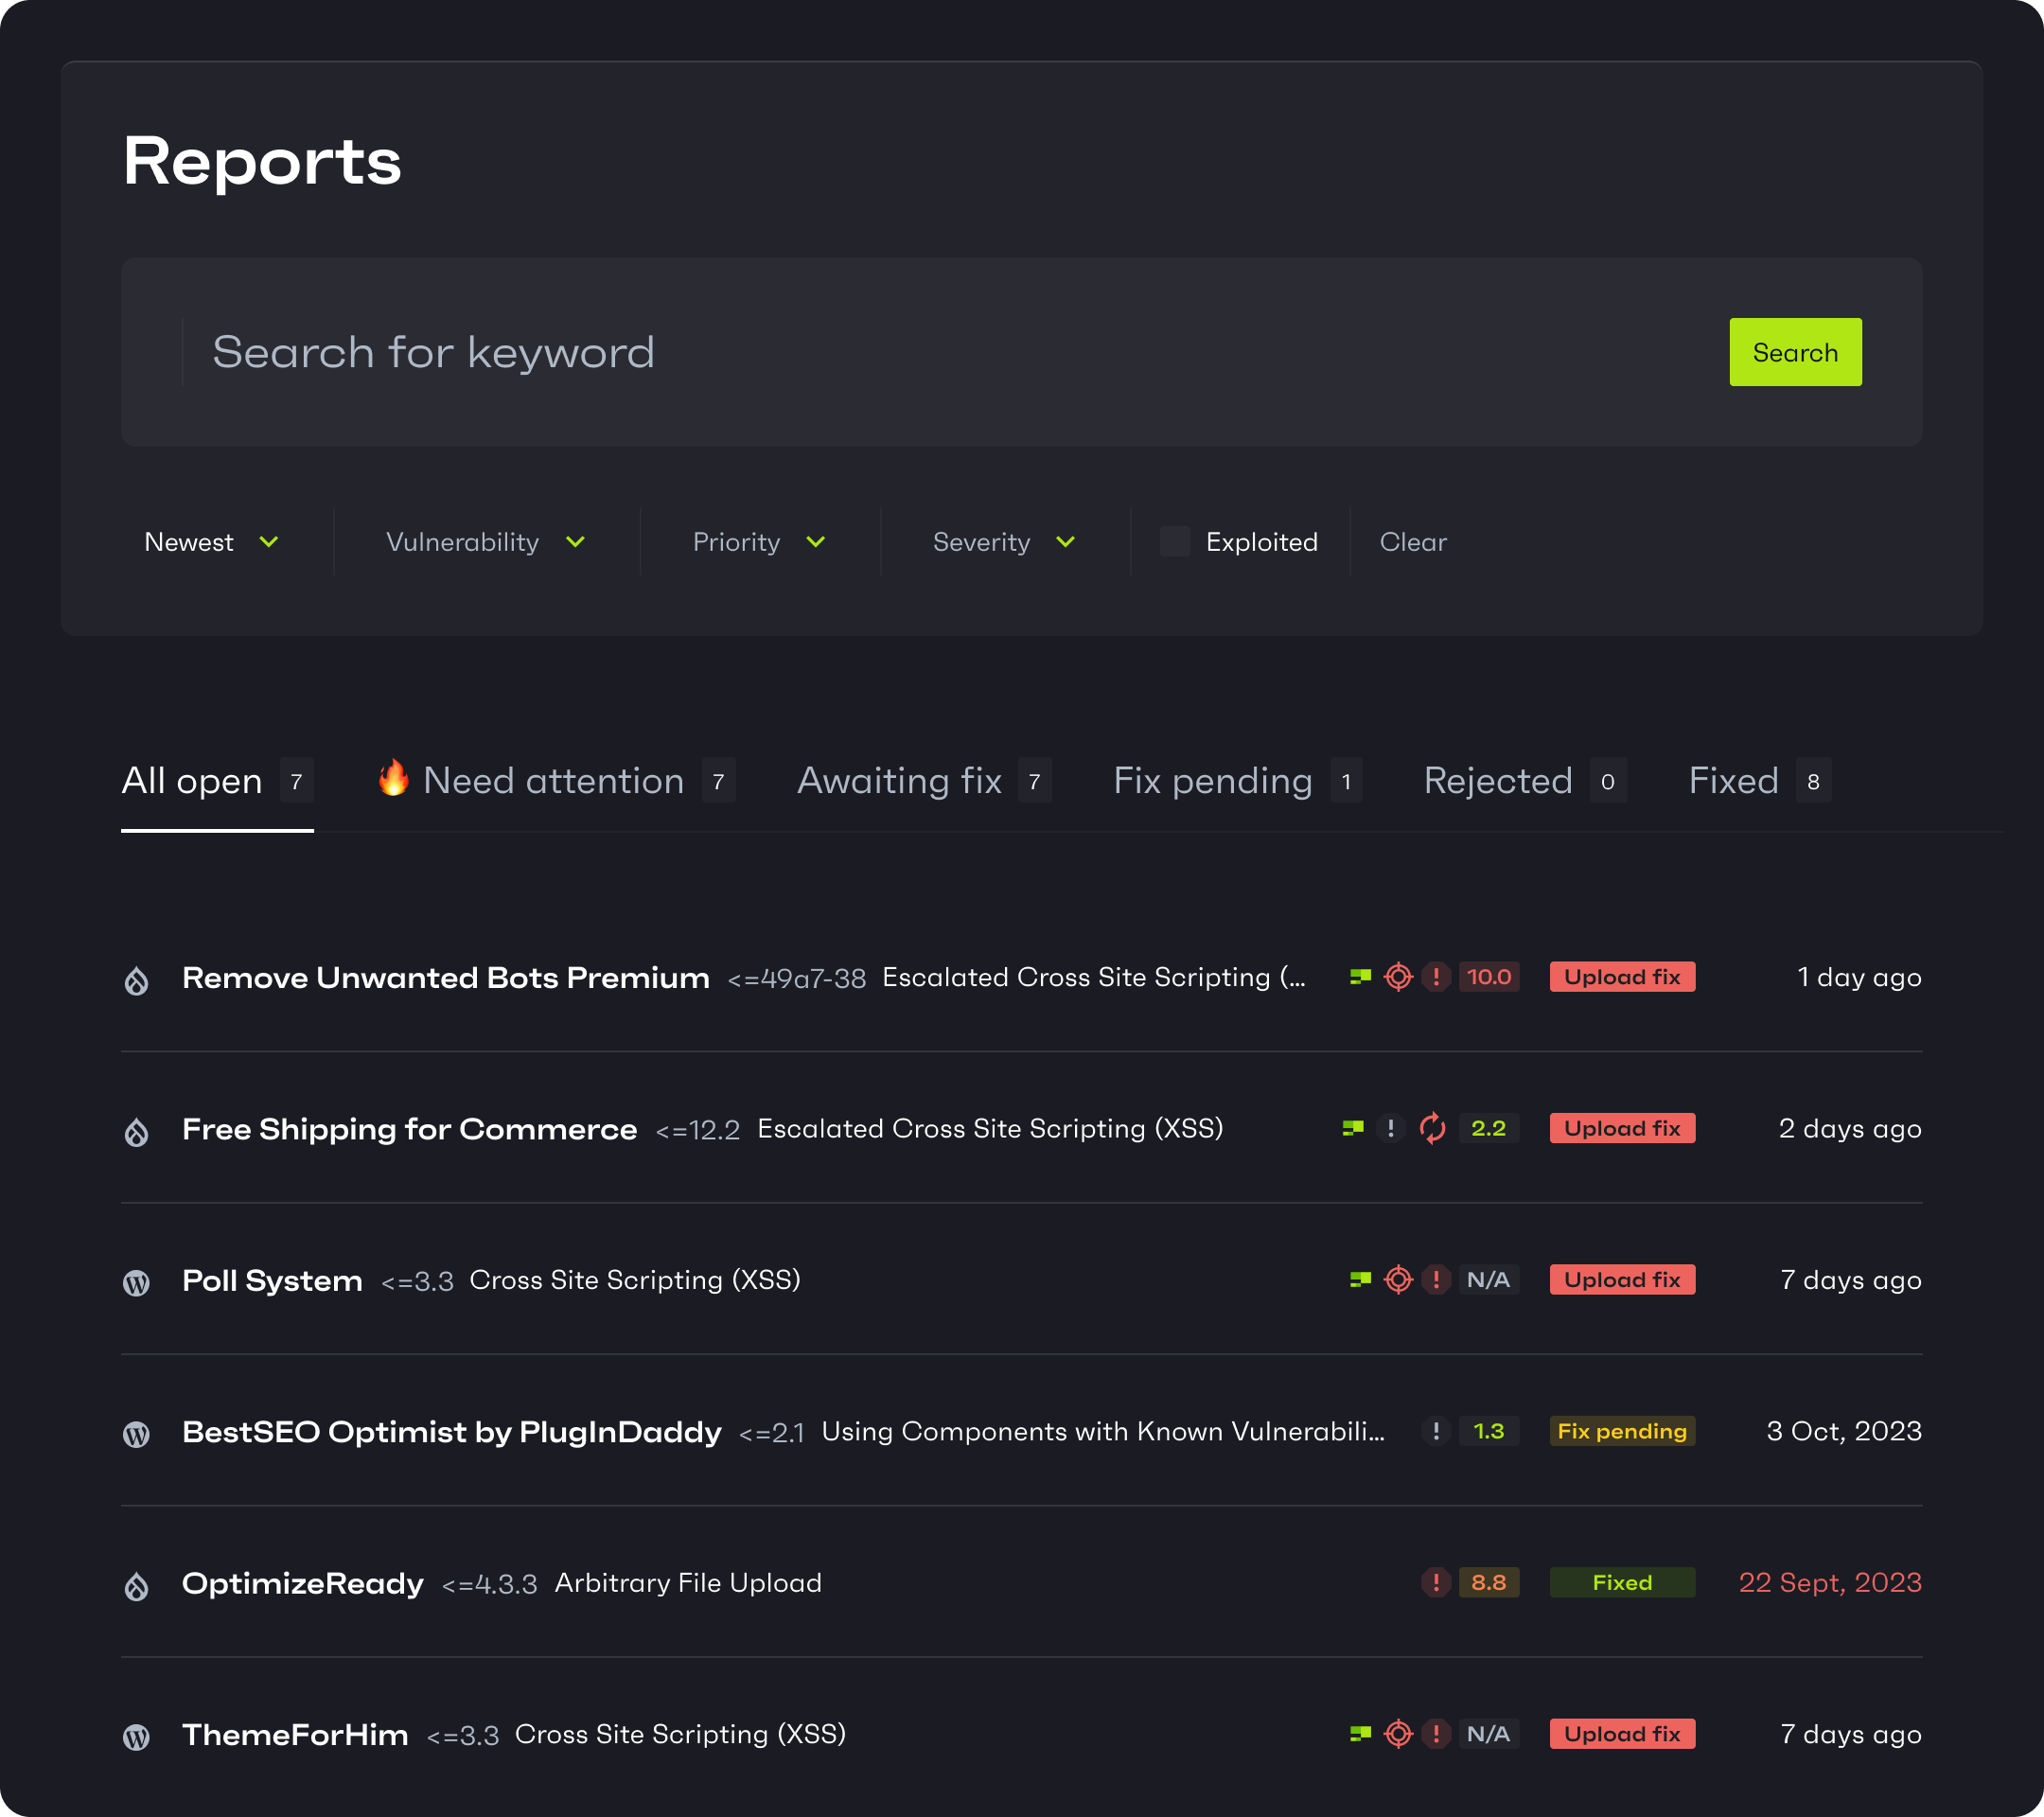 Reports
Search for keyword Search
Newest Vulnerability Priority Severity Exploited Clear
All open 7 Need attention 7 Awaiting fix 7 Fix pending 1 Rejected 0 Fixed 8
Remove Unwanted Bots Premium <=49a7-38 Escalated Cross Site Scripting (... ! 10.0 Upload fix 1 day ago
Free Shipping for Commerce <=12.2 Escalated Cross Site Scripting (XSS) ! 2.2 Upload fix 2 days ago
Poll System <=3.3 Cross Site Scripting (XSS) ! N/A Upload fix 7 days ago
BestSEO Optimist by PlugInDaddy <=2.1 Using Components with Known Vulnerabili... ! 1.3 Fix pending 3 Oct, 2023
OptimizeReady <=4.3.3 Arbitrary File Upload ! 8.8 Fixed 22 Sept, 2023
ThemeForHim <=3.3 Cross Site Scripting (XSS) ! N/A Upload fix 7 days ago